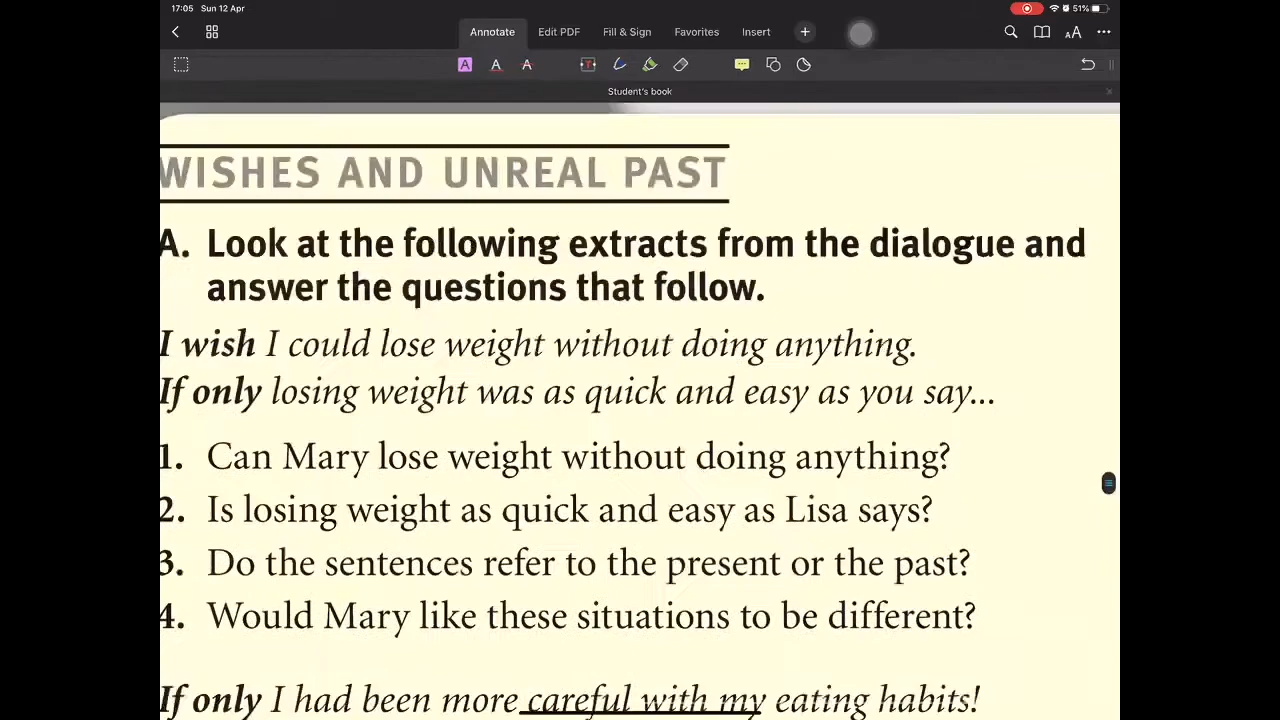 17:05 Sun 12 Apr 51%
Annotate Edit PDF Fill & Sign Favorites Insert
Student's book
WISHES AND UNREAL PAST
A. Look at the following extracts from the dialogue and
answer the questions that follow.
I wish I could lose weight without doing anything.
If only losing weight was as quick and easy as you say...
1. Can Mary lose weight without doing anything?
2. Is losing weight as quick and easy as Lisa says?
3. Do the sentences refer to the present or the past?
4. Would Mary like these situations to be different?
If only I had been more careful with my eating habits!